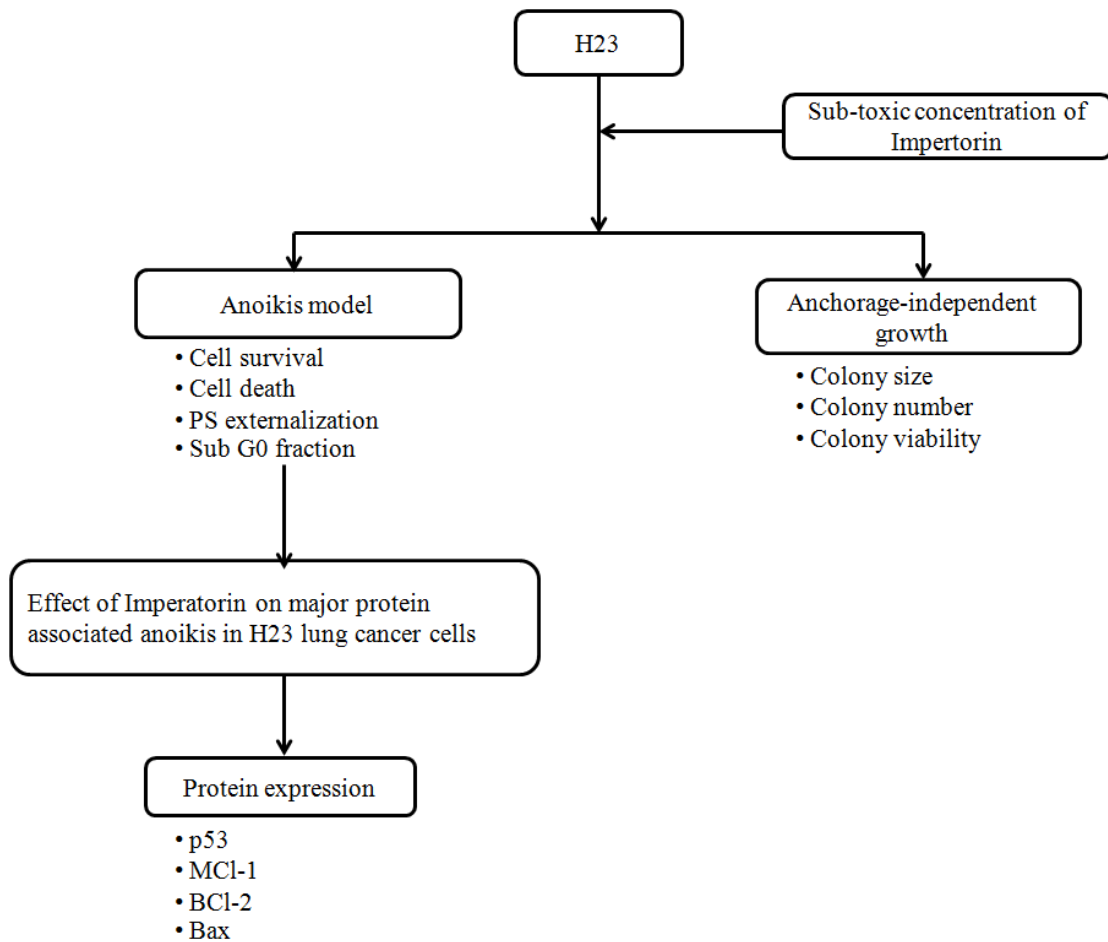 H23
Sub-toxic concentration of
Impertorin
Anoikis model
• Cell survival
• Cell death
• PS externalization
• Sub G0 fraction
Anchorage-independent
growth
• Colony size
• Colony number
• Colony viability
Effect of Imperatorin on major protein
associated anoikis in H23 lung cancer cells
Protein expression
• p53
• MCl-1
• BCl-2
• Bax